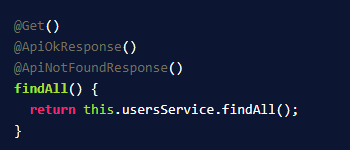 @Get()
@ApiOkResponse()
@ApiNotFoundResponse()
findAll() {
  return this.usersService.findAll();
}